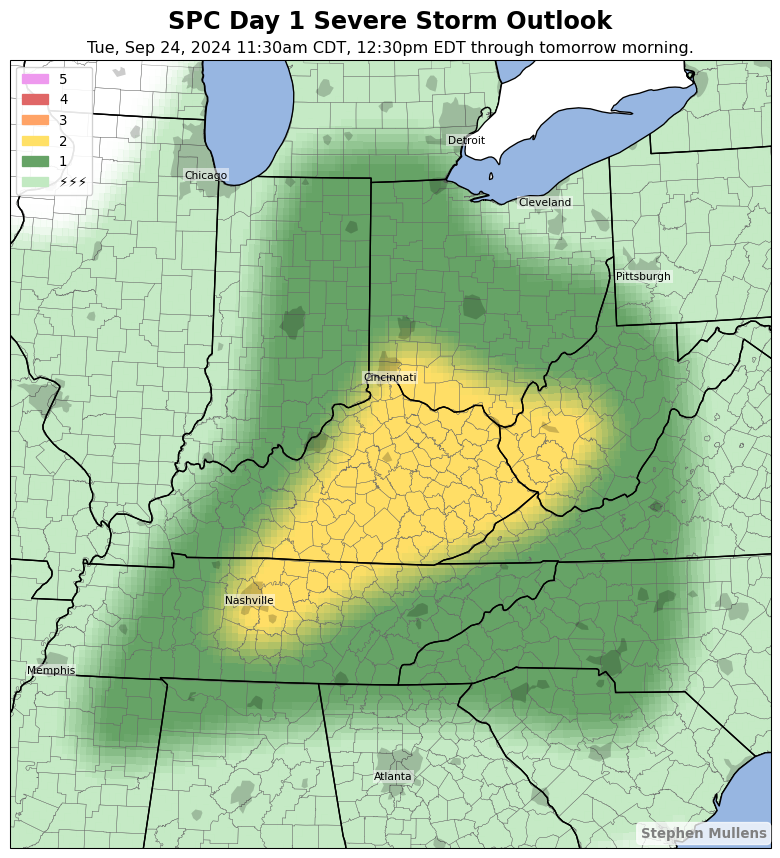 SPC Day 1 Severe Storm Outlook
Tue, Sep 24, 2024 11:30am CDT, 12:30pm EDT through tomorrow morning.
5
4
3
2
1
⚡⚡⚡
Detroit
Chicago
Cleveland
Pittsburgh
Cincinnati
Nashville
Memphis
Atlanta
Stephen Mullens